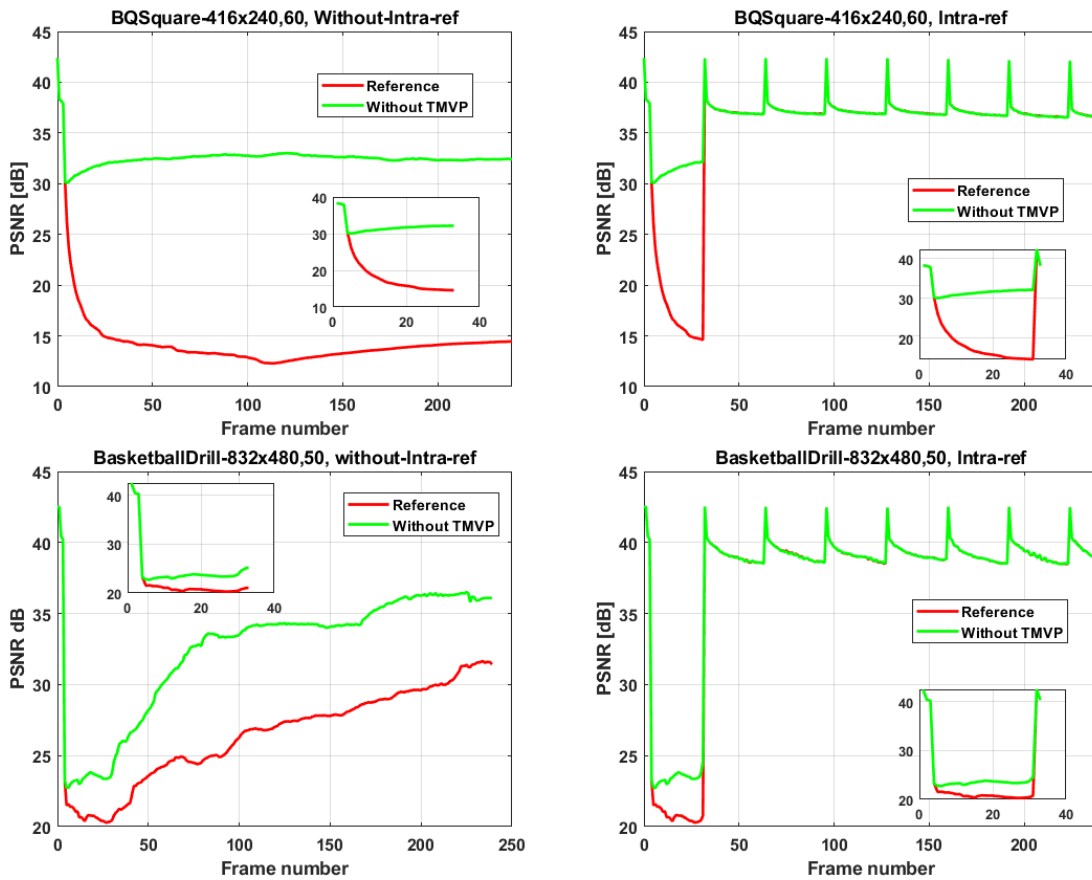 BQSquare-416x240,60, Without-Intra-ref
45
40
35
30
25
20
15
10
PSNR [dB]
Reference
Without TMVP
40
30
20
10
0 20 40
0 50 100 150 200
Frame number
BQSquare-416x240,60, Intra-ref
45
40
35
30
25
20
15
10
PSNR [dB]
Reference
Without TMVP
40
30
20
0 20 40
0 50 100 150 200
Frame number
BasketballDrill-832x480,50, without-Intra-ref
45
40
35
30
25
20
PSNR dB
Reference
Without TMVP
40
30
20
0 20 40
0 50 100 150 200 250
Frame number
BasketballDrill-832x480,50, Intra-ref
45
40
35
30
25
20
PSNR [dB]
Reference
Without TMVP
40
30
20
0 20 40
0 50 100 150 200
Frame number